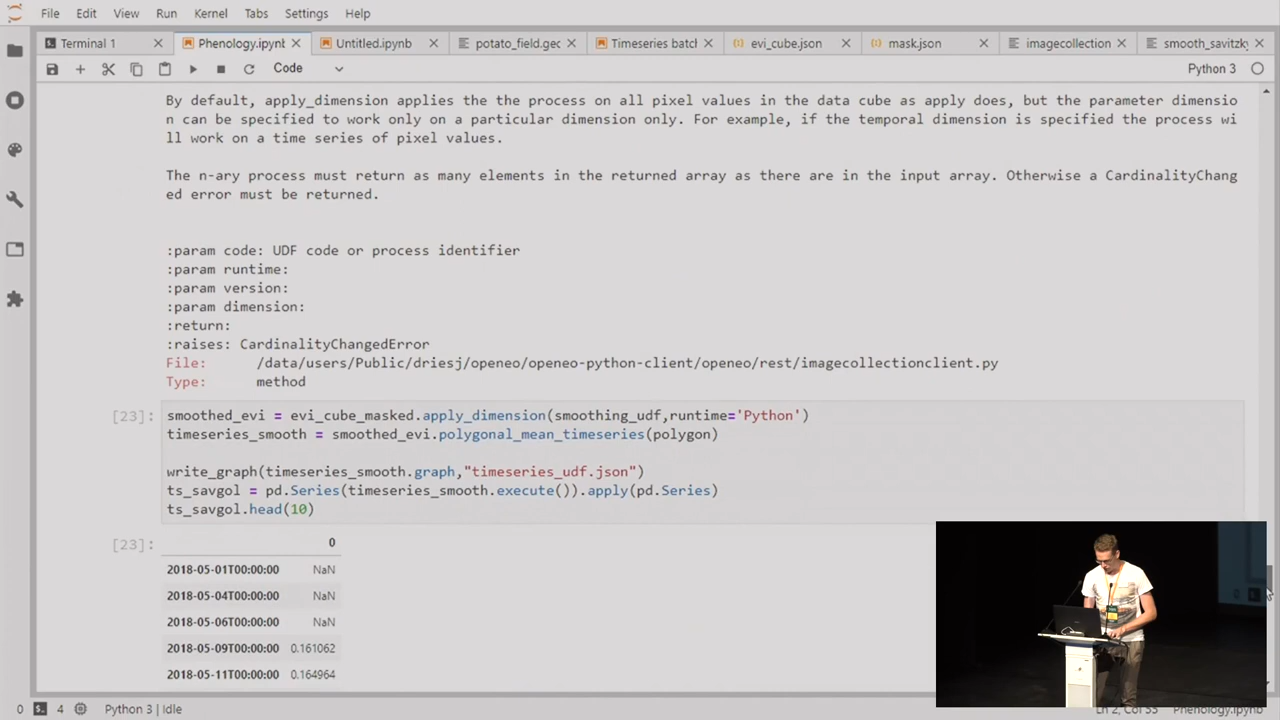 File Edit View Run Kernel Tabs Settings Help
Terminal 1 Phenology.ipynb Untitled.ipynb potato_field.geo Timeseries batch evi_cube.json mask.json imagecollection smooth_savitzky
Code Python 3
By default, apply_dimension applies the the process on all pixel values in the data cube as apply does, but the parameter dimensio
n can be specified to work only on a particular dimension only. For example, if the temporal dimension is specified the process wi
ll work on a time series of pixel values.
The n-ary process must return as many elements in the returned array as there are in the input array. Otherwise a CardinalityChang
ed error must be returned.
:param code: UDF code or process identifier
:param runtime:
:param version:
:param dimension:
:return:
:raises: CardinalityChangedError
File: /data/users/Public/driesj/openeo/openeo-python-client/openeo/rest/imagecollectionclient.py
Type: method
[23]: smoothed_evi = evi_cube_masked.apply_dimension(smoothing_udf,runtime='Python')
timeseries_smooth = smoothed_evi.polygonal_mean_timeseries(polygon)
write_graph(timeseries_smooth.graph,"timeseries_udf.json")
ts_savgol = pd.Series(timeseries_smooth.execute()).apply(pd.Series)
ts_savgol.head(10)
[23]: 0
2018-05-01T00:00:00 NaN
2018-05-04T00:00:00 NaN
2018-05-06T00:00:00 NaN
2018-05-09T00:00:00 0.161062
2018-05-11T00:00:00 0.164964
0 4 Python 3 | Idle Ln 2, Col 55 Phenology.ipynb